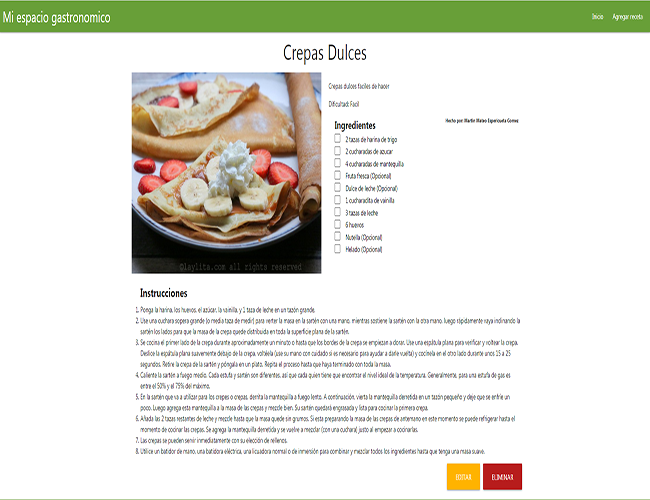 Mi espacio gastronomico
Inicio
Agregar receta
Crepas Dulces
Crepas dulces faciles de hacer
Dificultad: Facil
Hecho por: Martin Mateo Espericueta Gomez
Ingredientes
2 tazas de harina de trigo
2 cucharadas de azucar
4 cucharadas de mantequilla
Fruta fresca (Opcional)
Dulce de leche (Opcional)
1 cucharadita de vainilla
3 tazas de leche
6 huevos
Nutella (Opcional)
Helado (Opcional)
©laylita.com all rights reserved
Instrucciones
1. Ponga la harina, los huevos, el azúcar, la vainilla, y 1 taza de leche en un tazón grande.
2. Use una cuchara sopera grande (o media taza de medir) para verter la masa en la sartén con una mano, mientras sostiene la sartén con la otra mano, luego rápidamente vaya inclinando la
sartén los lados para que la masa de la crepa quede distribuida en toda la superficie plana de la sartén.
3. Se cocina el primer lado de la crepa durante aproximadamente un minuto o hasta que los bordes de la crepa se empiezan a dorar. Use una espátula plana para verificar y voltear la crepa.
Deslice la espátula plana suavemente debajo de la crepa, voltéela (use su mano con cuidado si es necesario para ayudar a darle vuelta) y cocínela en el otro lado durante unos 15 a 25
segundos. Retire la crepa de la sartén y póngala en un plato. Repita el proceso hasta que haya terminado con toda la masa.
4. Caliente la sartén a fuego medio. Cada estufa y sartén son diferentes, así que cada quien tiene que encontrar el nivel ideal de la temperatura. Generalmente, para una estufa de gas es
entre el 50% y el 75% del máximo.
5. En la sartén que va a utilizar para los crepes o crepas, derrita la mantequilla a fuego lento. A continuación, vierta la mantequilla derretida en un tazón pequeño y deje que se enfríe un
poco. Luego agrega esta mantequilla a la masa de las crepas y mezcle bien. Su sartén quedará engrasada y lista para cocinar la primera crepa.
6. Añada las 2 tazas restantes de leche y mezcle hasta que la masa quede sin grumos. Si esta preparando la masa de las crepas de antemano en este momento se puede refrigerar hasta el
momento de cocinar las crepas. Se agrega la mantequilla derretida y se vuelve a mezclar (con una cuchara) justo al empezar a cocinarlas.
7. Las crepas se pueden servir inmediatamente con su elección de rellenos.
8. Utilice un batidor de mano, una batidora eléctrica, una licuadora normal o de inmersión para combinar y mezclar todos los ingredientes hasta que tenga una masa suave.
EDITAR
ELIMINAR